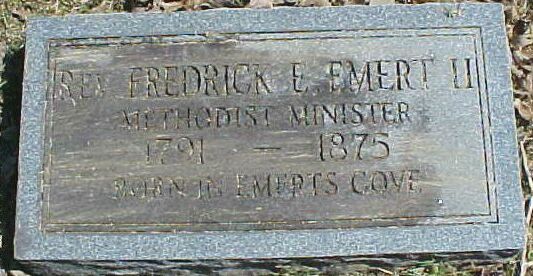 REV FREDRICK E. EMERT II
METHODIST MINISTER
1791 — 1875
BORN IN EMERTS COVE